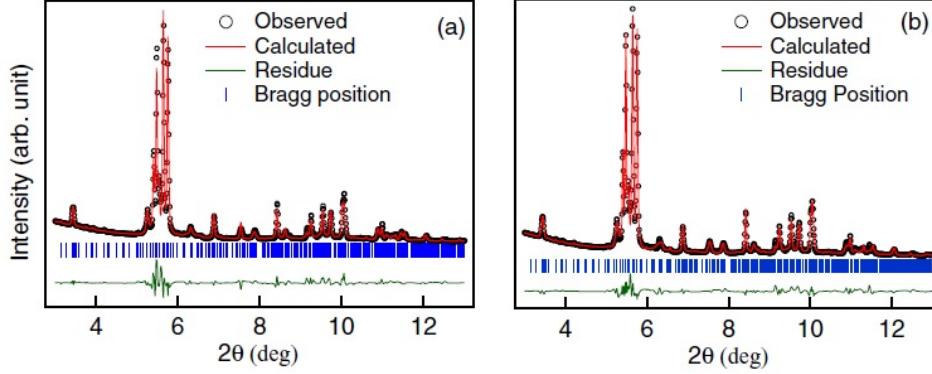 Intensity (arb. unit)
(a)
Observed
Calculated
Residue
Bragg position
4 6 8 10 12
2θ (deg)
(b)
Observed
Calculated
Residue
Bragg Position
4 6 8 10 12
2θ (deg)